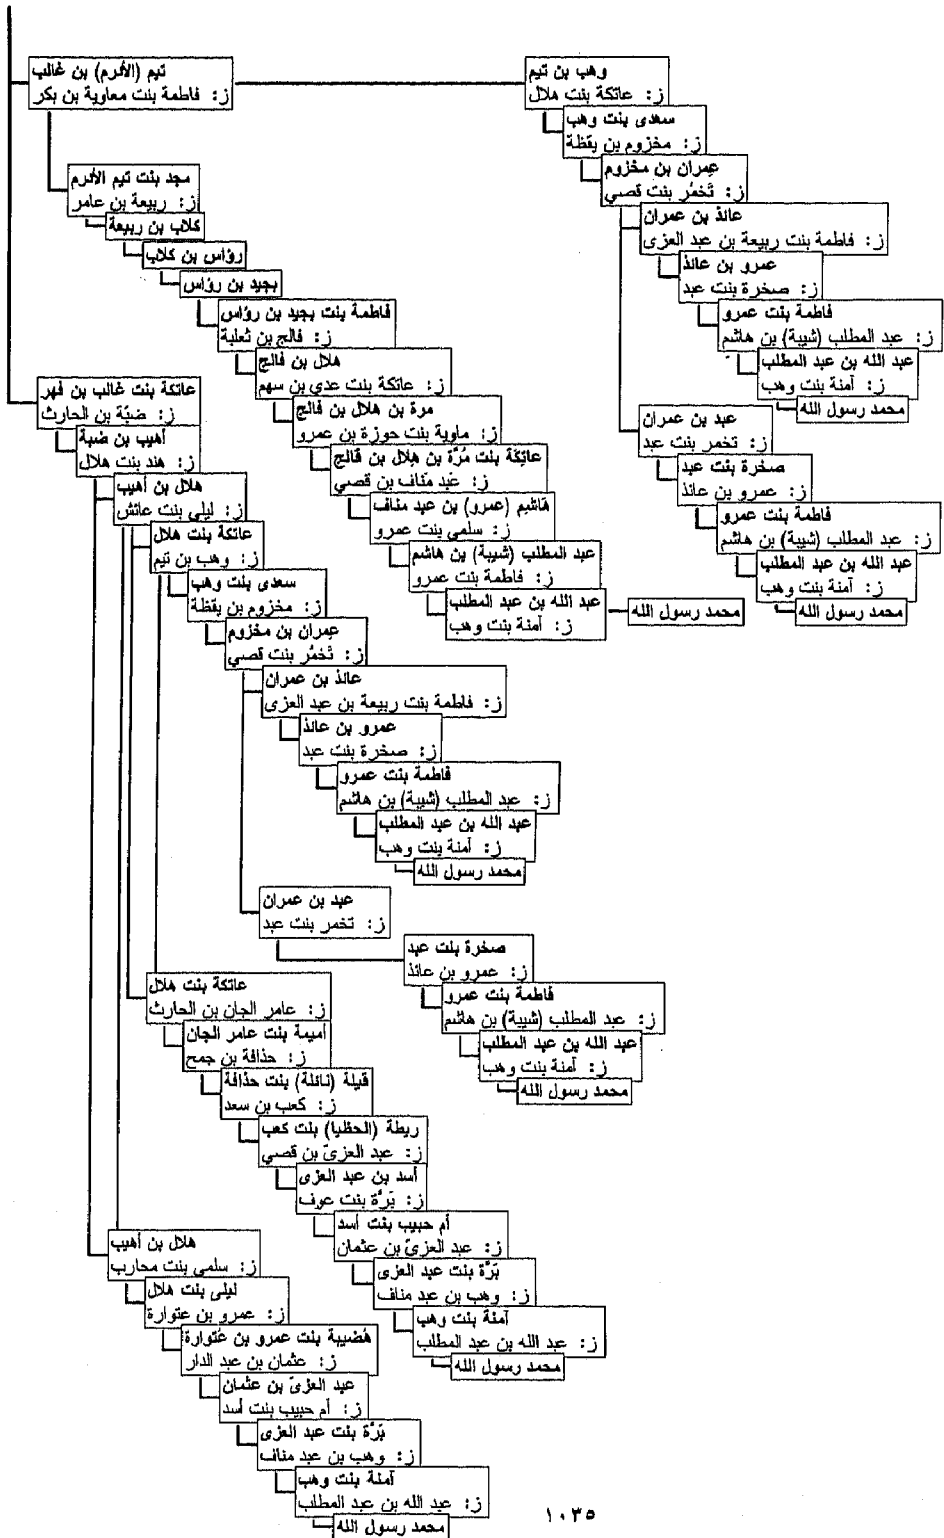 تيم (الأدرم) بن غالب
ز: فاطمة بنت معاوية بن بكر
وهب بن تيم
ز: عاتكة بنت هلال
سعدى بنت وهب
ز: مخزوم بن يقظة
عمران بن مخزوم
ز: تَخمُر بنت قصي
عائذ بن عمران
ز: فاطمة بنت ربيعة بن عبد العزى
عمرو بن عائذ
ز: صخرة بنت عبد
فاطمة بنت عمرو
ز: عبد المطلب (شيبة) بن هاشم
عبد الله بن عبد المطلب
ز: آمنة بنت وهب
محمد رسول الله
عبد بن عمران
ز: تخمر بنت عبد
صخرة بنت عبد
ز: عمرو بن عائذ
فاطمة بنت عمرو
ز: عبد المطلب (شيبة) بن هاشم
عبد الله بن عبد المطلب
ز: آمنة بنت وهب
محمد رسول الله
مجد بنت تيم الأدرم
ز: ربيعة بن عامر
كلاب بن ربيعة
رؤاس بن كلاب
بجيد بن رؤاس
فاطمة بنت بجيد بن رؤاس
ز: فالج بن ثعلبة
هلال بن فالج
ز: عاتكة بنت عدي بن سهم
مرة بن هلال بن فالج
ز: ماوية بنت حوزة بن عمرو
عاتِكَة بنت مُرَّة بن هِلال بن فالج
ز: عَبد مَناف بن قصي
هَاشِم (عمرو) بن عبد مناف
ز: سلمى بنت عمرو
عبد المطلب (شيبة) بن هاشم
ز: فاطمة بنت عمرو
عبد الله بن عبد المطلب
ز: آمنة بنت وهب
محمد رسول الله
عاتكة بنت غالب بن فهر
ز: ضبّة بن الحارث
أهيب بن ضبة
ز: هند بنت هلال
هلال بن أهيب
ز: ليلى بنت عائش
عاتكة بنت هلال
ز: وهب بن تيم
سعدى بنت وهب
ز: مخزوم بن يقظة
عمران بن مخزوم
ز: تَخمُر بنت قصي
عائذ بن عمران
ز: فاطمة بنت ربيعة بن عبد العزى
عمرو بن عائذ
ز: صخرة بنت عبد
فاطمة بنت عمرو
ز: عبد المطلب (شيبة) بن هاشم
عبد الله بن عبد المطلب
ز: آمنة بنت وهب
محمد رسول الله
عبد بن عمران
ز: تخمر بنت عبد
صخرة بنت عبد
ز: عمرو بن عائذ
فاطمة بنت عمرو
ز: عبد المطلب (شيبة) بن هاشم
عبد الله بن عبد المطلب
ز: آمنة بنت وهب
محمد رسول الله
عاتكة بنت هلال
ز: عامر الجان بن الحارث
أميمة بنت عامر الجان
ز: حذافة بن جمح
قيلة (نائلة) بنت حذافة
ز: كعب بن سعد
ريطة (الحظيا) بنت كعب
ز: عبد العزىّ بن قصي
أسد بن عبد العزى
ز: بَرَّة بنت عوف
أم حبيب بنت أسد
ز: عبد العزىّ بن عثمان
بَرَّة بنت عبد العزى
ز: وهب بن عبد مناف
آمنة بنت وهب
ز: عبد الله بن عبد المطلب
محمد رسول الله
هلال بن أهيب
ز: سلمى بنت محارب
ليلى بنت هلال
ز: عمرو بن عتوارة
هُضيبة بنت عمرو بن عُتوارة
ز: عثمان بن عبد الدار
عبد العزىّ بن عثمان
ز: أم حبيب بنت أسد
بَرَّة بنت عبد العزى
ز: وهب بن عبد مناف
آمنة بنت وهب
ز: عبد الله بن عبد المطلب
محمد رسول الله
١٠٣٥